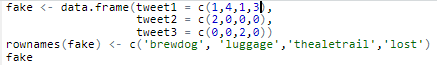 fake <- data.frame(tweet1 = c(1,4,1,3),
tweet2 = c(2,0,0,0),
tweet3 = c(0,0,2,0))
rownames(fake) <- c('brewdog', 'luggage','thealetrail','lost')
fake